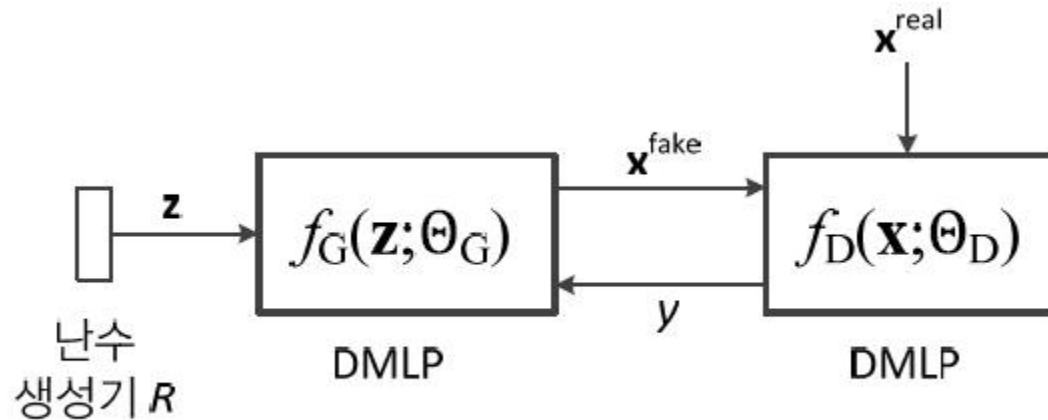 x^real
x^fake
z
f_G(z;Θ_G)
f_D(x;Θ_D)
y
난수
생성기 R
DMLP
DMLP